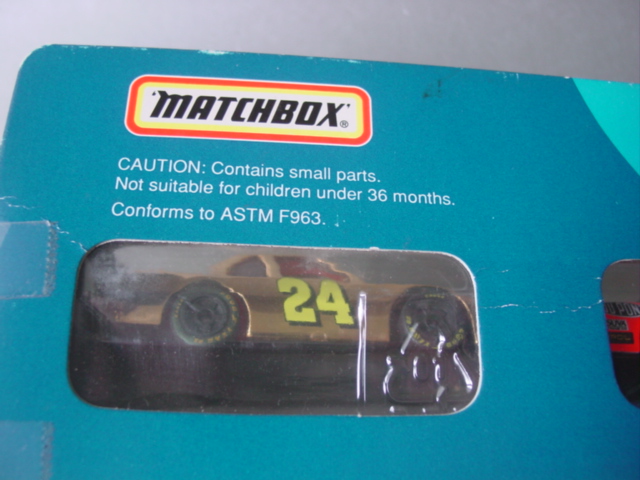 MATCHBOX®
CAUTION: Contains small parts.
Not suitable for children under 36 months.
Conforms to ASTM F963.
24